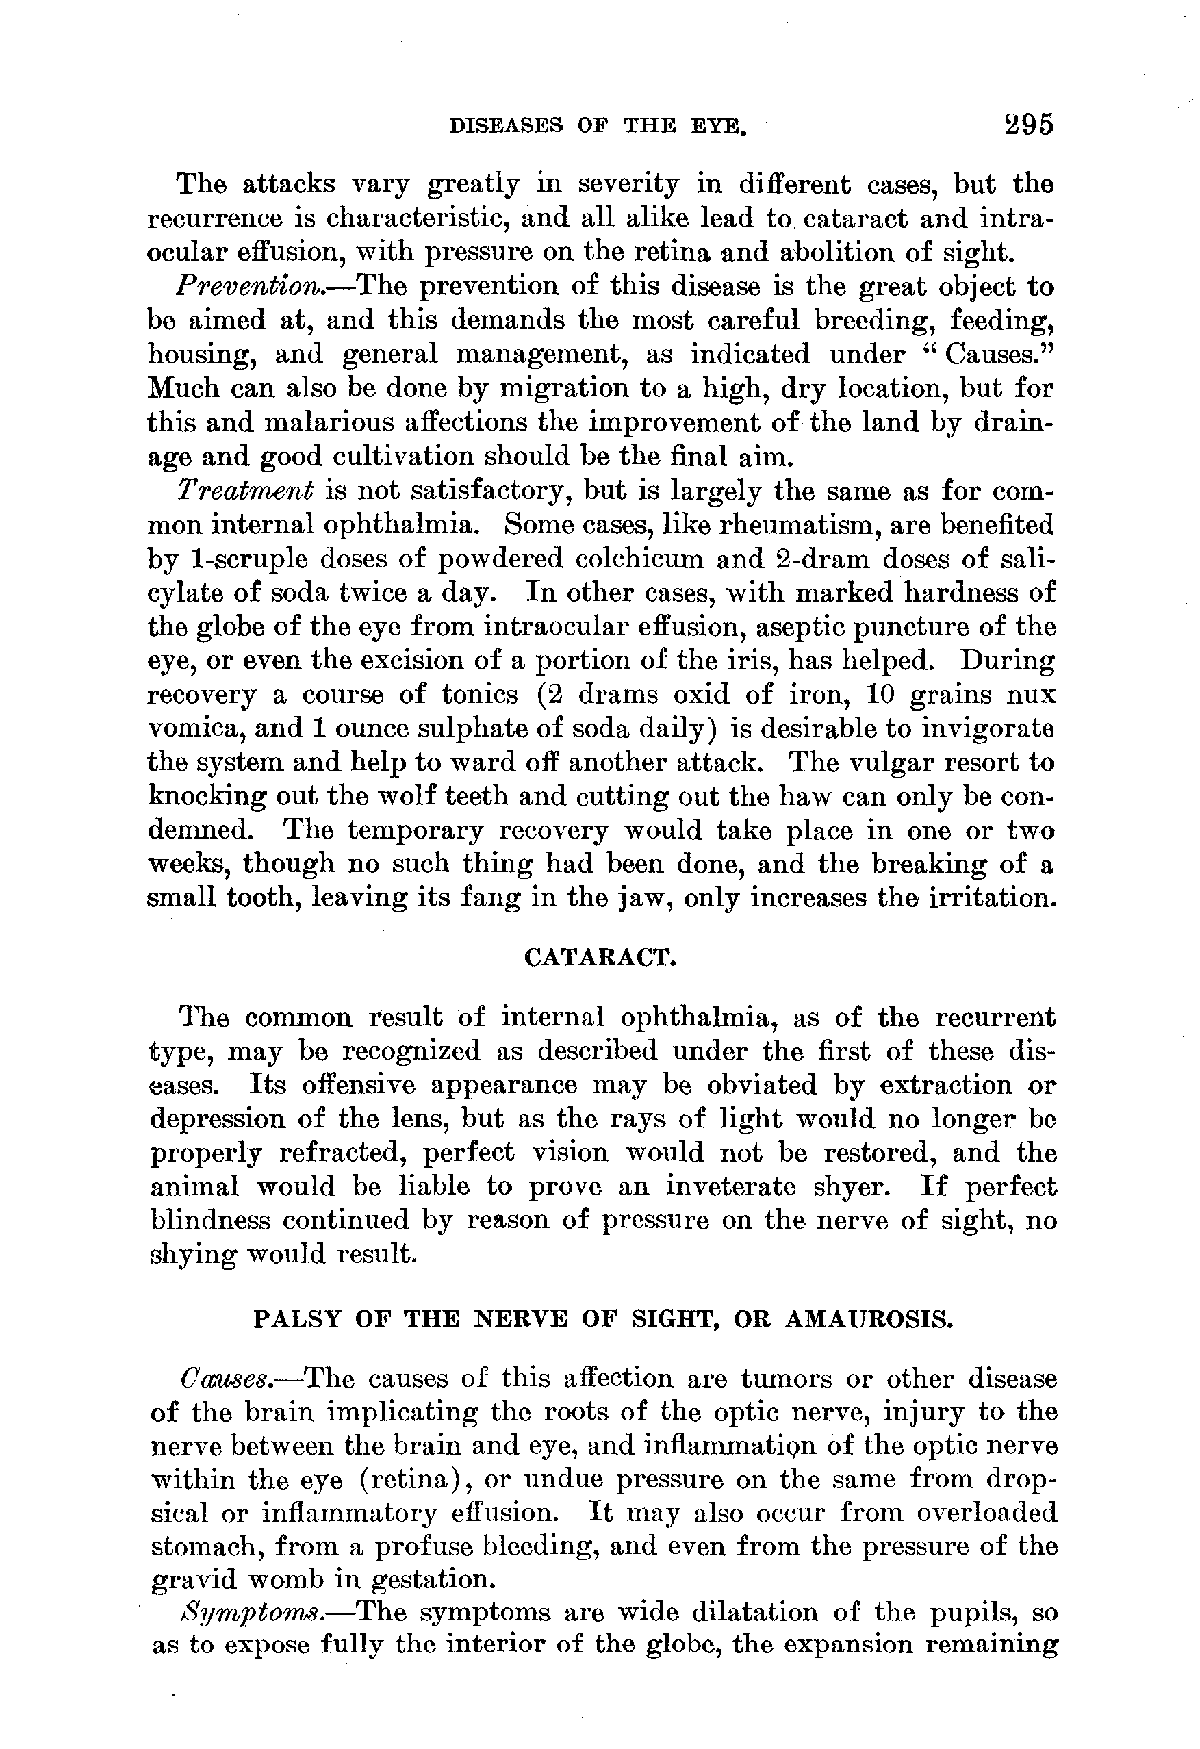 DISEASES OF THE EYE. 295
The attacks vary greatly in severity in different cases, but the
recurrence is characteristic, and all alike lead to cataract and intra-
ocular effusion, with pressure on the retina and abolition of sight.
Prevention.—The prevention of this disease is the great object to
be aimed at, and this demands the most careful breeding, feeding,
housing, and general management, as indicated under "Causes."
Much can also be done by migration to a high, dry location, but for
this and malarious affections the improvement of the land by drain-
age and good cultivation should be the final aim.
Treatment is not satisfactory, but is largely the same as for com-
mon internal ophthalmia. Some cases, like rheumatism, are benefited
by 1-scruple doses of powdered colchicum and 2-dram doses of sali-
cylate of soda twice a day. In other cases, with marked hardness of
the globe of the eye from intraocular effusion, aseptic puncture of the
eye, or even the excision of a portion of the iris, has helped. During
recovery a course of tonics (2 drams oxid of iron, 10 grains nux
vomica, and 1 ounce sulphate of soda daily) is desirable to invigorate
the system and help to ward off another attack. The vulgar resort to
knocking out the wolf teeth and cutting out the haw can only be con-
demned. The temporary recovery would take place in one or two
weeks, though no such thing had been done, and the breaking of a
small tooth, leaving its fang in the jaw, only increases the irritation.
CATARACT.
The common result of internal ophthalmia, as of the recurrent
type, may be recognized as described under the first of these dis-
eases. Its offensive appearance may be obviated by extraction or
depression of the lens, but as the rays of light would no longer be
properly refracted, perfect vision would not be restored, and the
animal would be liable to prove an inveterate shyer. If perfect
blindness continued by reason of pressure on the nerve of sight, no
shying would result.
PALSY OF THE NERVE OF SIGHT, OR AMAUROSIS.
Causes.—The causes of this affection are tumors or other disease
of the brain implicating the roots of the optic nerve, injury to the
nerve between the brain and eye, and inflammation of the optic nerve
within the eye (retina), or undue pressure on the same from drop-
sical or inflammatory effusion. It may also occur from overloaded
stomach, from a profuse bleeding, and even from the pressure of the
gravid womb in gestation.
Symptoms.—The symptoms are wide dilatation of the pupils, so
as to expose fully the interior of the globe, the expansion remaining